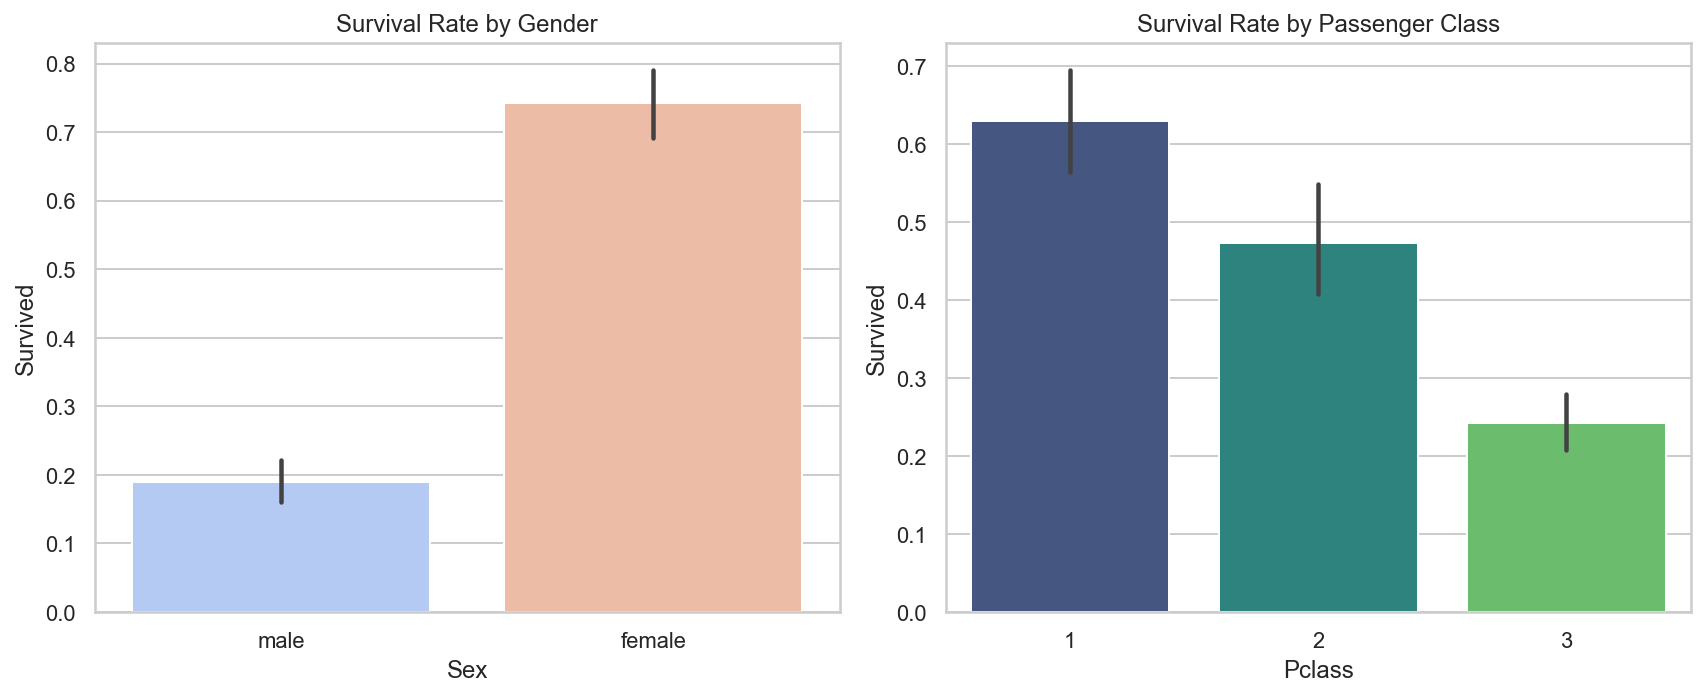 Survival Rate by Gender
0.8
0.7
0.6
0.5
0.4
0.3
0.2
0.1
0.0
Survived
male female
Sex
Survival Rate by Passenger Class
0.7
0.6
0.5
0.4
0.3
0.2
0.1
0.0
Survived
1 2 3
Pclass